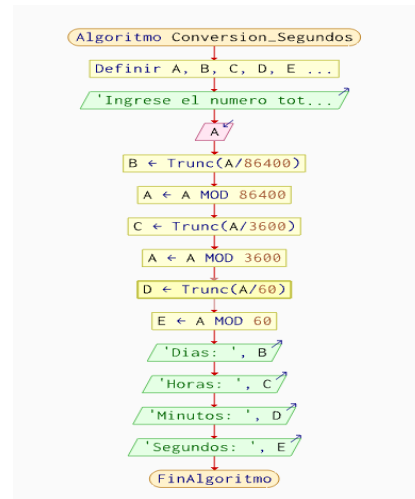 Algoritmo Conversion_Segundos
Definir A, B, C, D, E ...
'Ingrese el numero tot...
A
B ← Trunc(A/86400)
A ← A MOD 86400
C ← Trunc(A/3600)
A ← A MOD 3600
D ← Trunc(A/60)
E ← A MOD 60
'Dias: ', B
'Horas: ', C
'Minutos: ', D
'Segundos: ', E
FinAlgoritmo